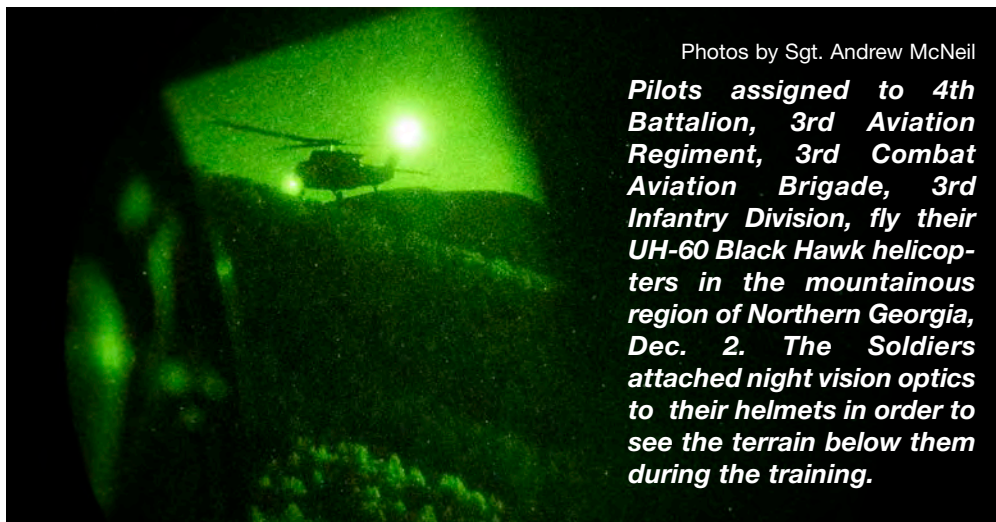 Photos by Sgt. Andrew McNeil
Pilots assigned to 4th
Battalion, 3rd Aviation
Regiment, 3rd Combat
Aviation Brigade, 3rd
Infantry Division, fly their
UH-60 Black Hawk helicop-
ters in the mountainous
region of Northern Georgia,
Dec. 2. The Soldiers
attached night vision optics
to their helmets in order to
see the terrain below them
during the training.